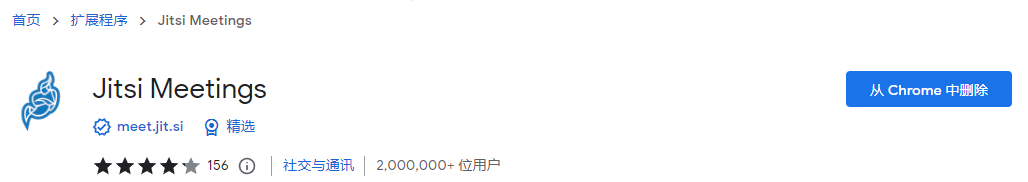 首页 > 扩展程序 > Jitsi Meetings
Jitsi Meetings
从 Chrome 中删除
meet.jit.si 精选
156 社交与通讯 2,000,000+ 位用户